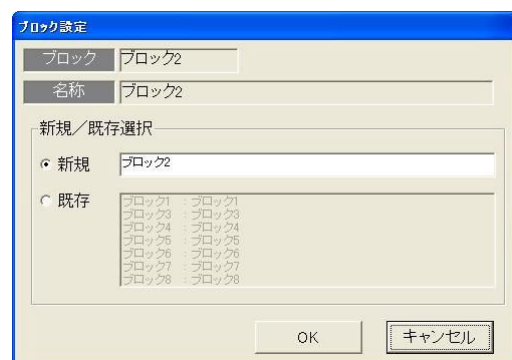 ブロック設定
ブロック ブロック2
名称 ブロック2
新規／既存選択
新規 ブロック2
既存
ブロック1 : ブロック1
ブロック3 : ブロック3
ブロック4 : ブロック4
ブロック5 : ブロック5
ブロック6 : ブロック6
ブロック7 : ブロック7
ブロック8 : ブロック8
OK キャンセル